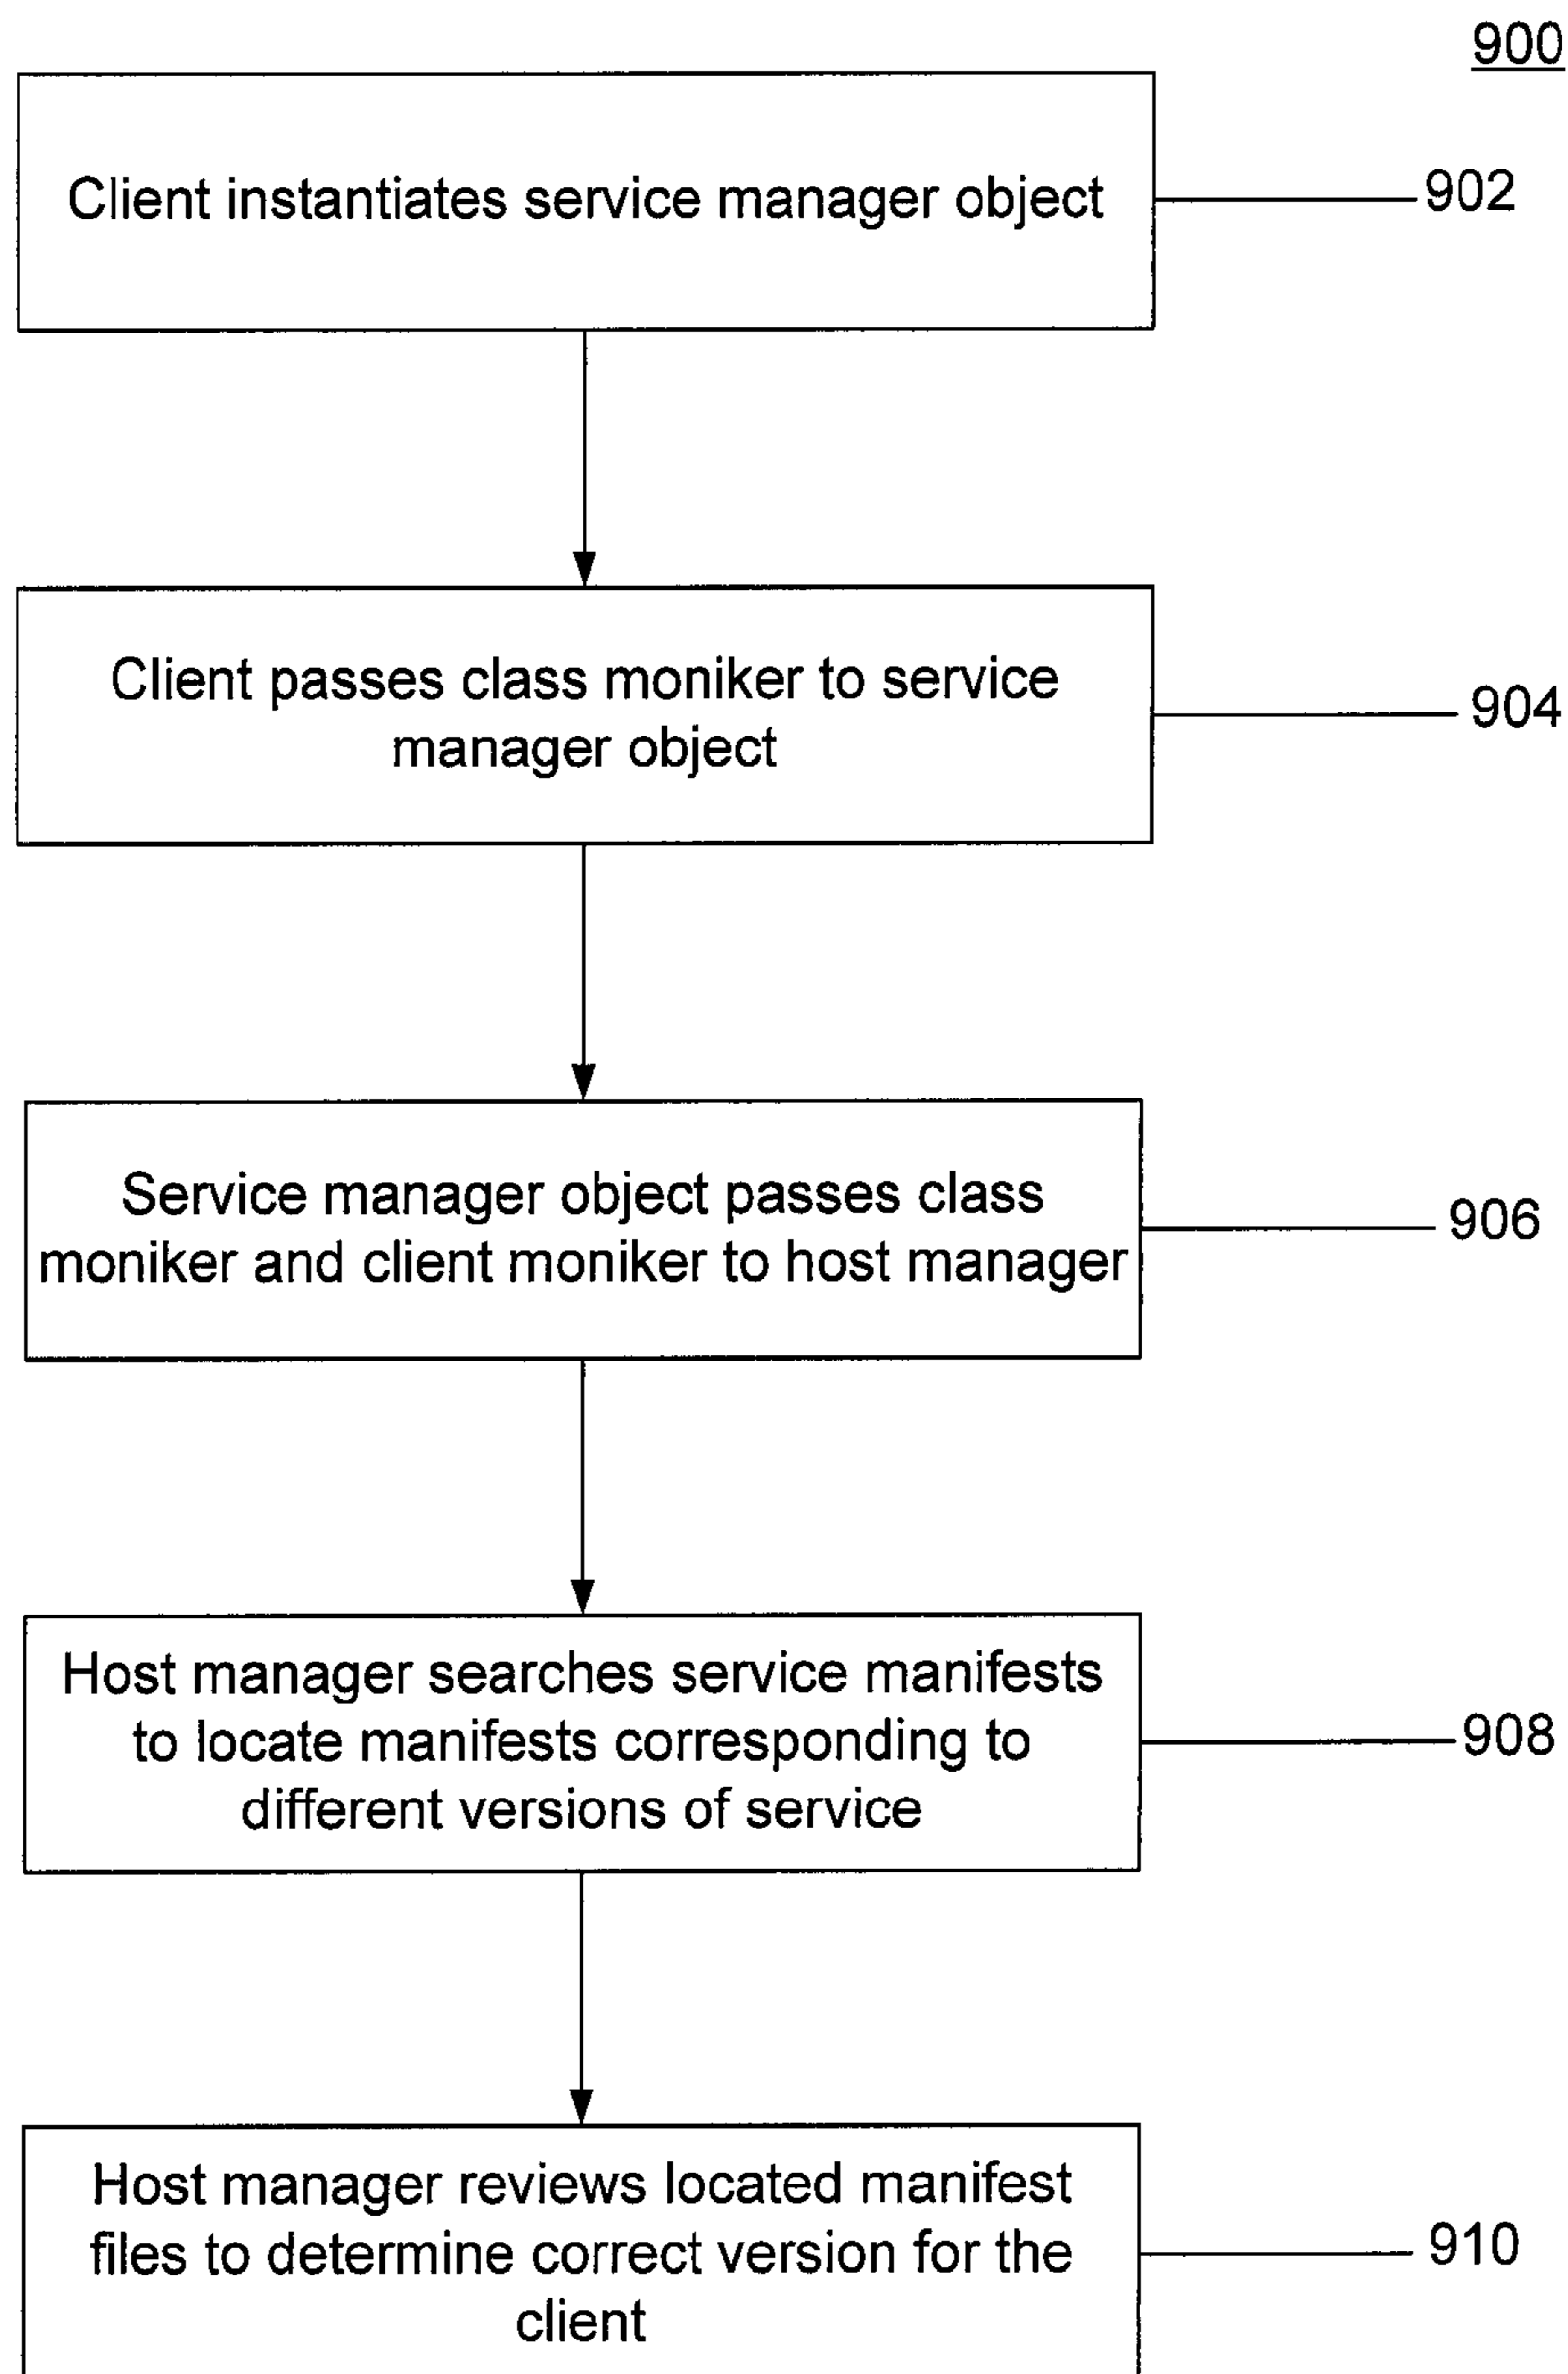 900
Client instantiates service manager object
902
Client passes class moniker to service
manager object
904
Service manager object passes class
moniker and client moniker to host manager
906
Host manager searches service manifests
to locate manifests corresponding to
different versions of service
908
Host manager reviews located manifest
files to determine correct version for the
client
910